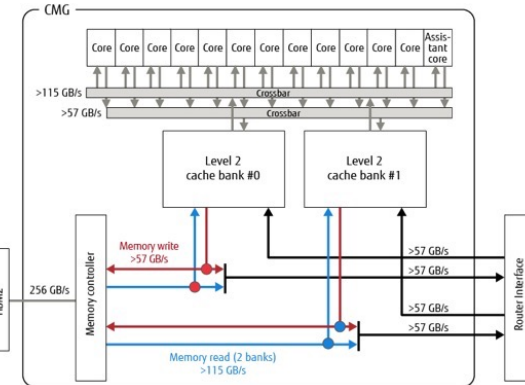 CMG
Core Core Core Core Core Core Core Core Core Core Core Core Assis-
tant
core
>115 GB/s Crossbar
>57 GB/s Crossbar
Level 2
cache bank #0
Level 2
cache bank #1
Memory write
>57 GB/s
>57 GB/s
>57 GB/s
256 GB/s
Memory controller
>57 GB/s
>57 GB/s
Router Interface
Memory read (2 banks)
>115 GB/s